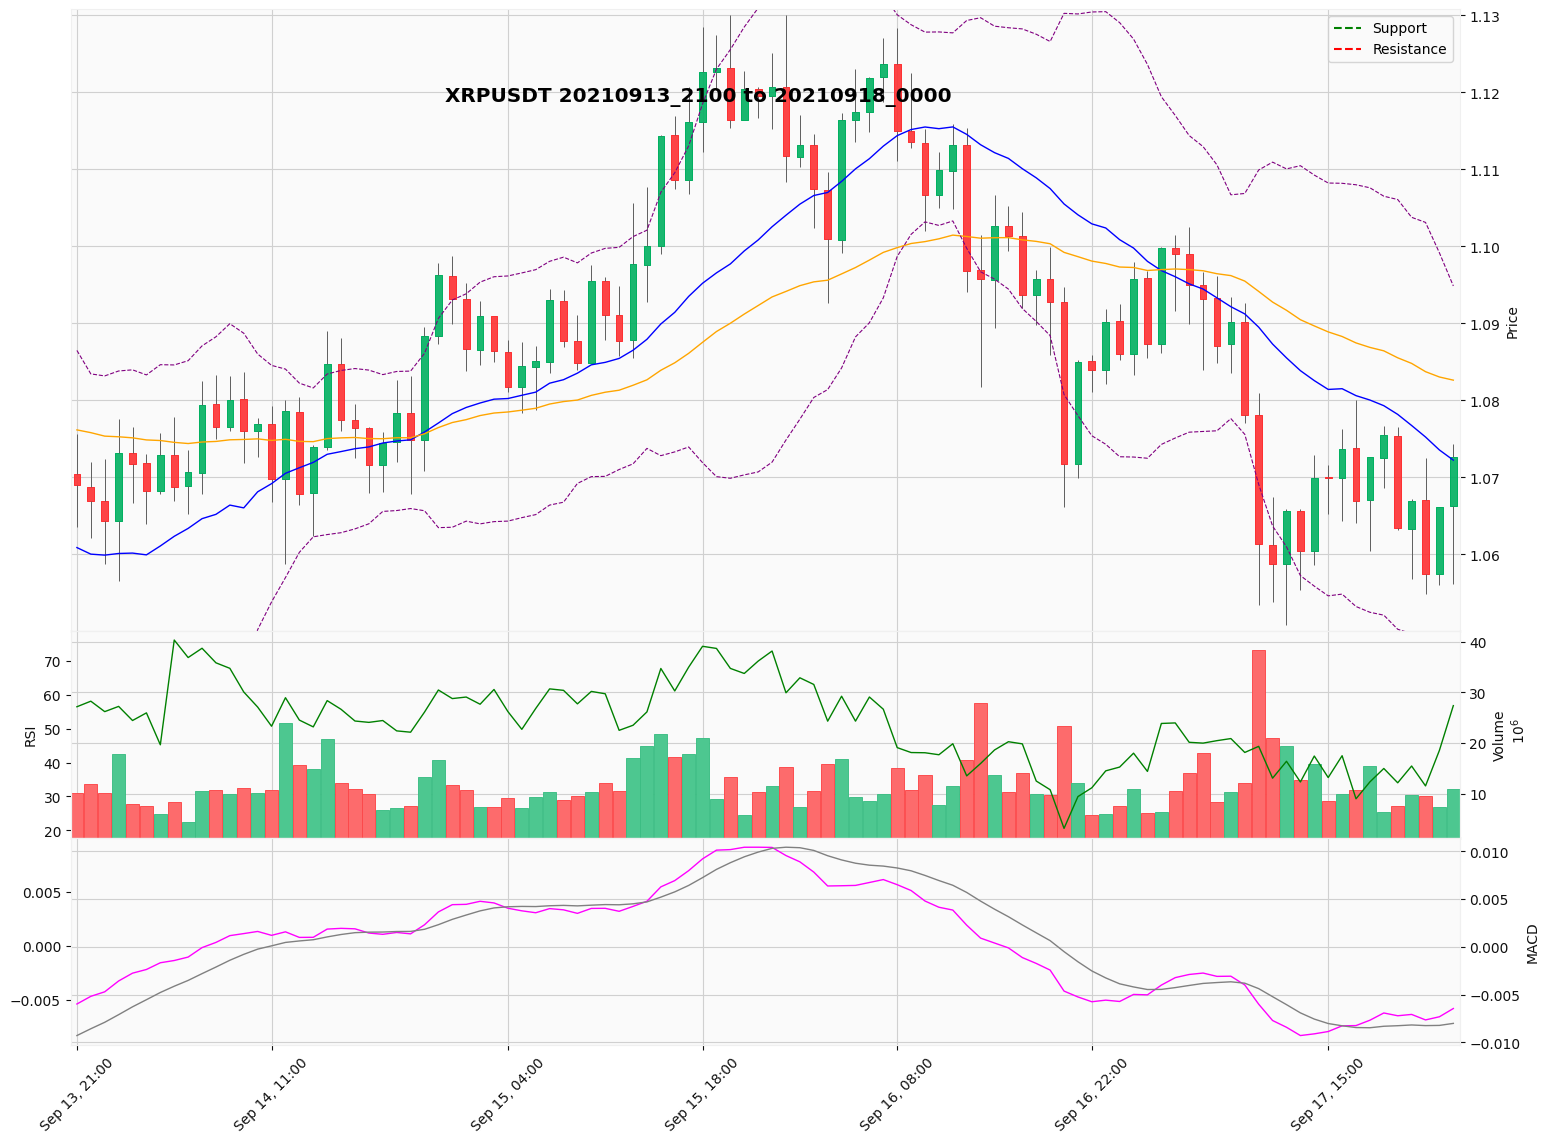 1.13
Support
Resistance
XRPUSDT 20210913_2100 to 20210918_0000
1.12
1.11
1.10
Price
1.09
1.08
1.07
1.06
40
70
60
30
RSI
50
Volume
10^6
20
40
30
10
20
0.010
0.005
0.005
0.000
0.000
MACD
−0.005
−0.005
−0.010
Sep 13, 21:00
Sep 14, 11:00
Sep 15, 04:00
Sep 15, 18:00
Sep 16, 08:00
Sep 16, 22:00
Sep 17, 15:00